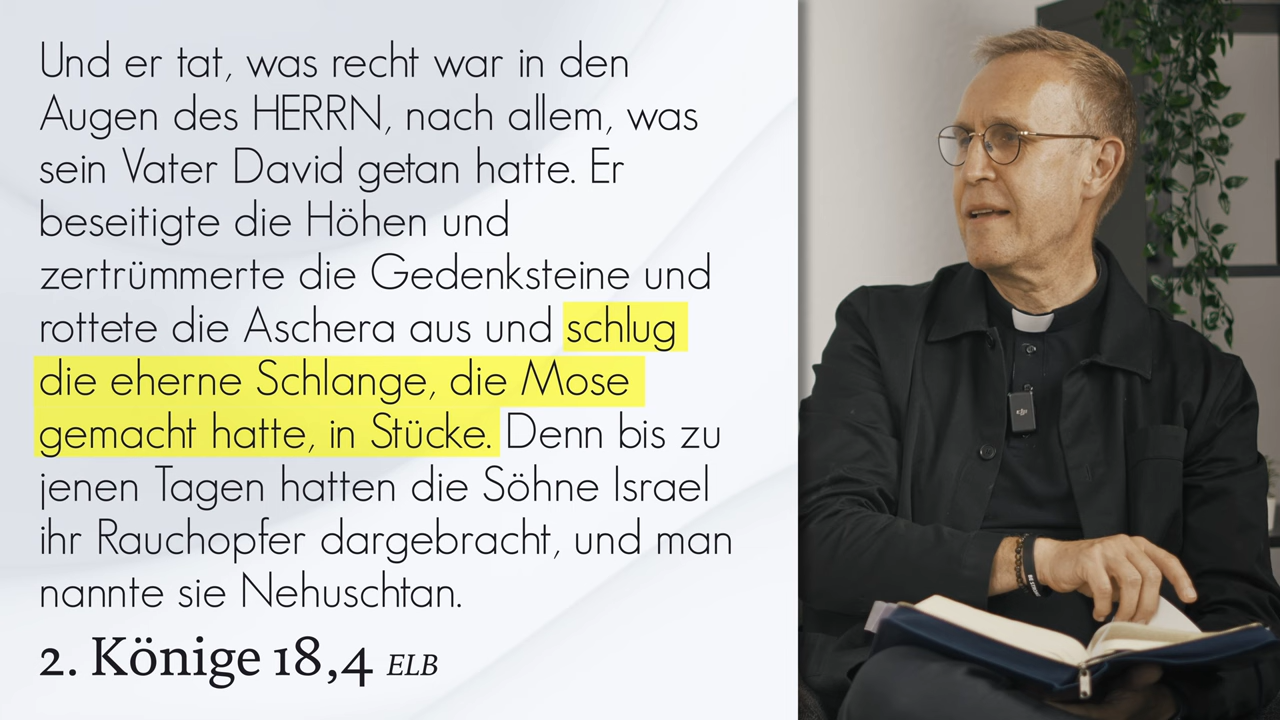 Und er tat, was recht war in den
Augen des HERRN, nach allem, was
sein Vater David getan hatte. Er
beseitigte die Höhen und
zertrümmerte die Gedenksteine und
rottete die Aschera aus und schlug
die eherne Schlange, die Mose
gemacht hatte, in Stücke. Denn bis zu
jenen Tagen hatten die Söhne Israel
ihr Rauchopfer dargebracht, und man
nannte sie Nehuschtan.
2. Könige 18,4 ELB